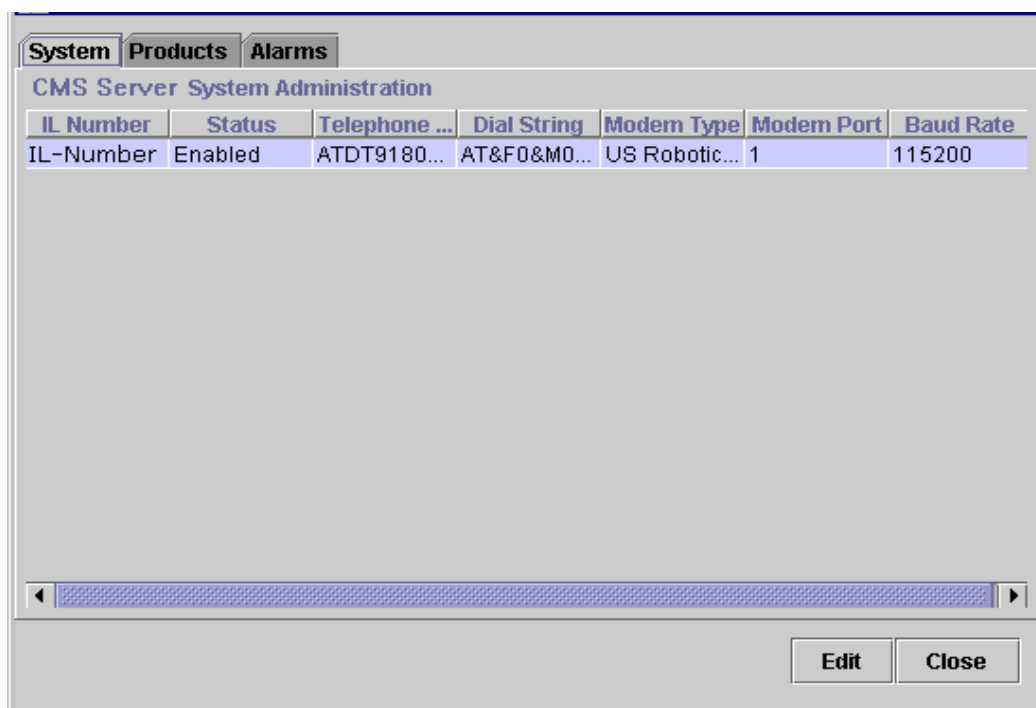 System Products Alarms
CMS Server System Administration
IL Number Status Telephone ... Dial String Modem Type Modem Port Baud Rate
IL-Number Enabled ATDT9180... AT&F0&M0... US Robotic... 1 115200
Edit Close